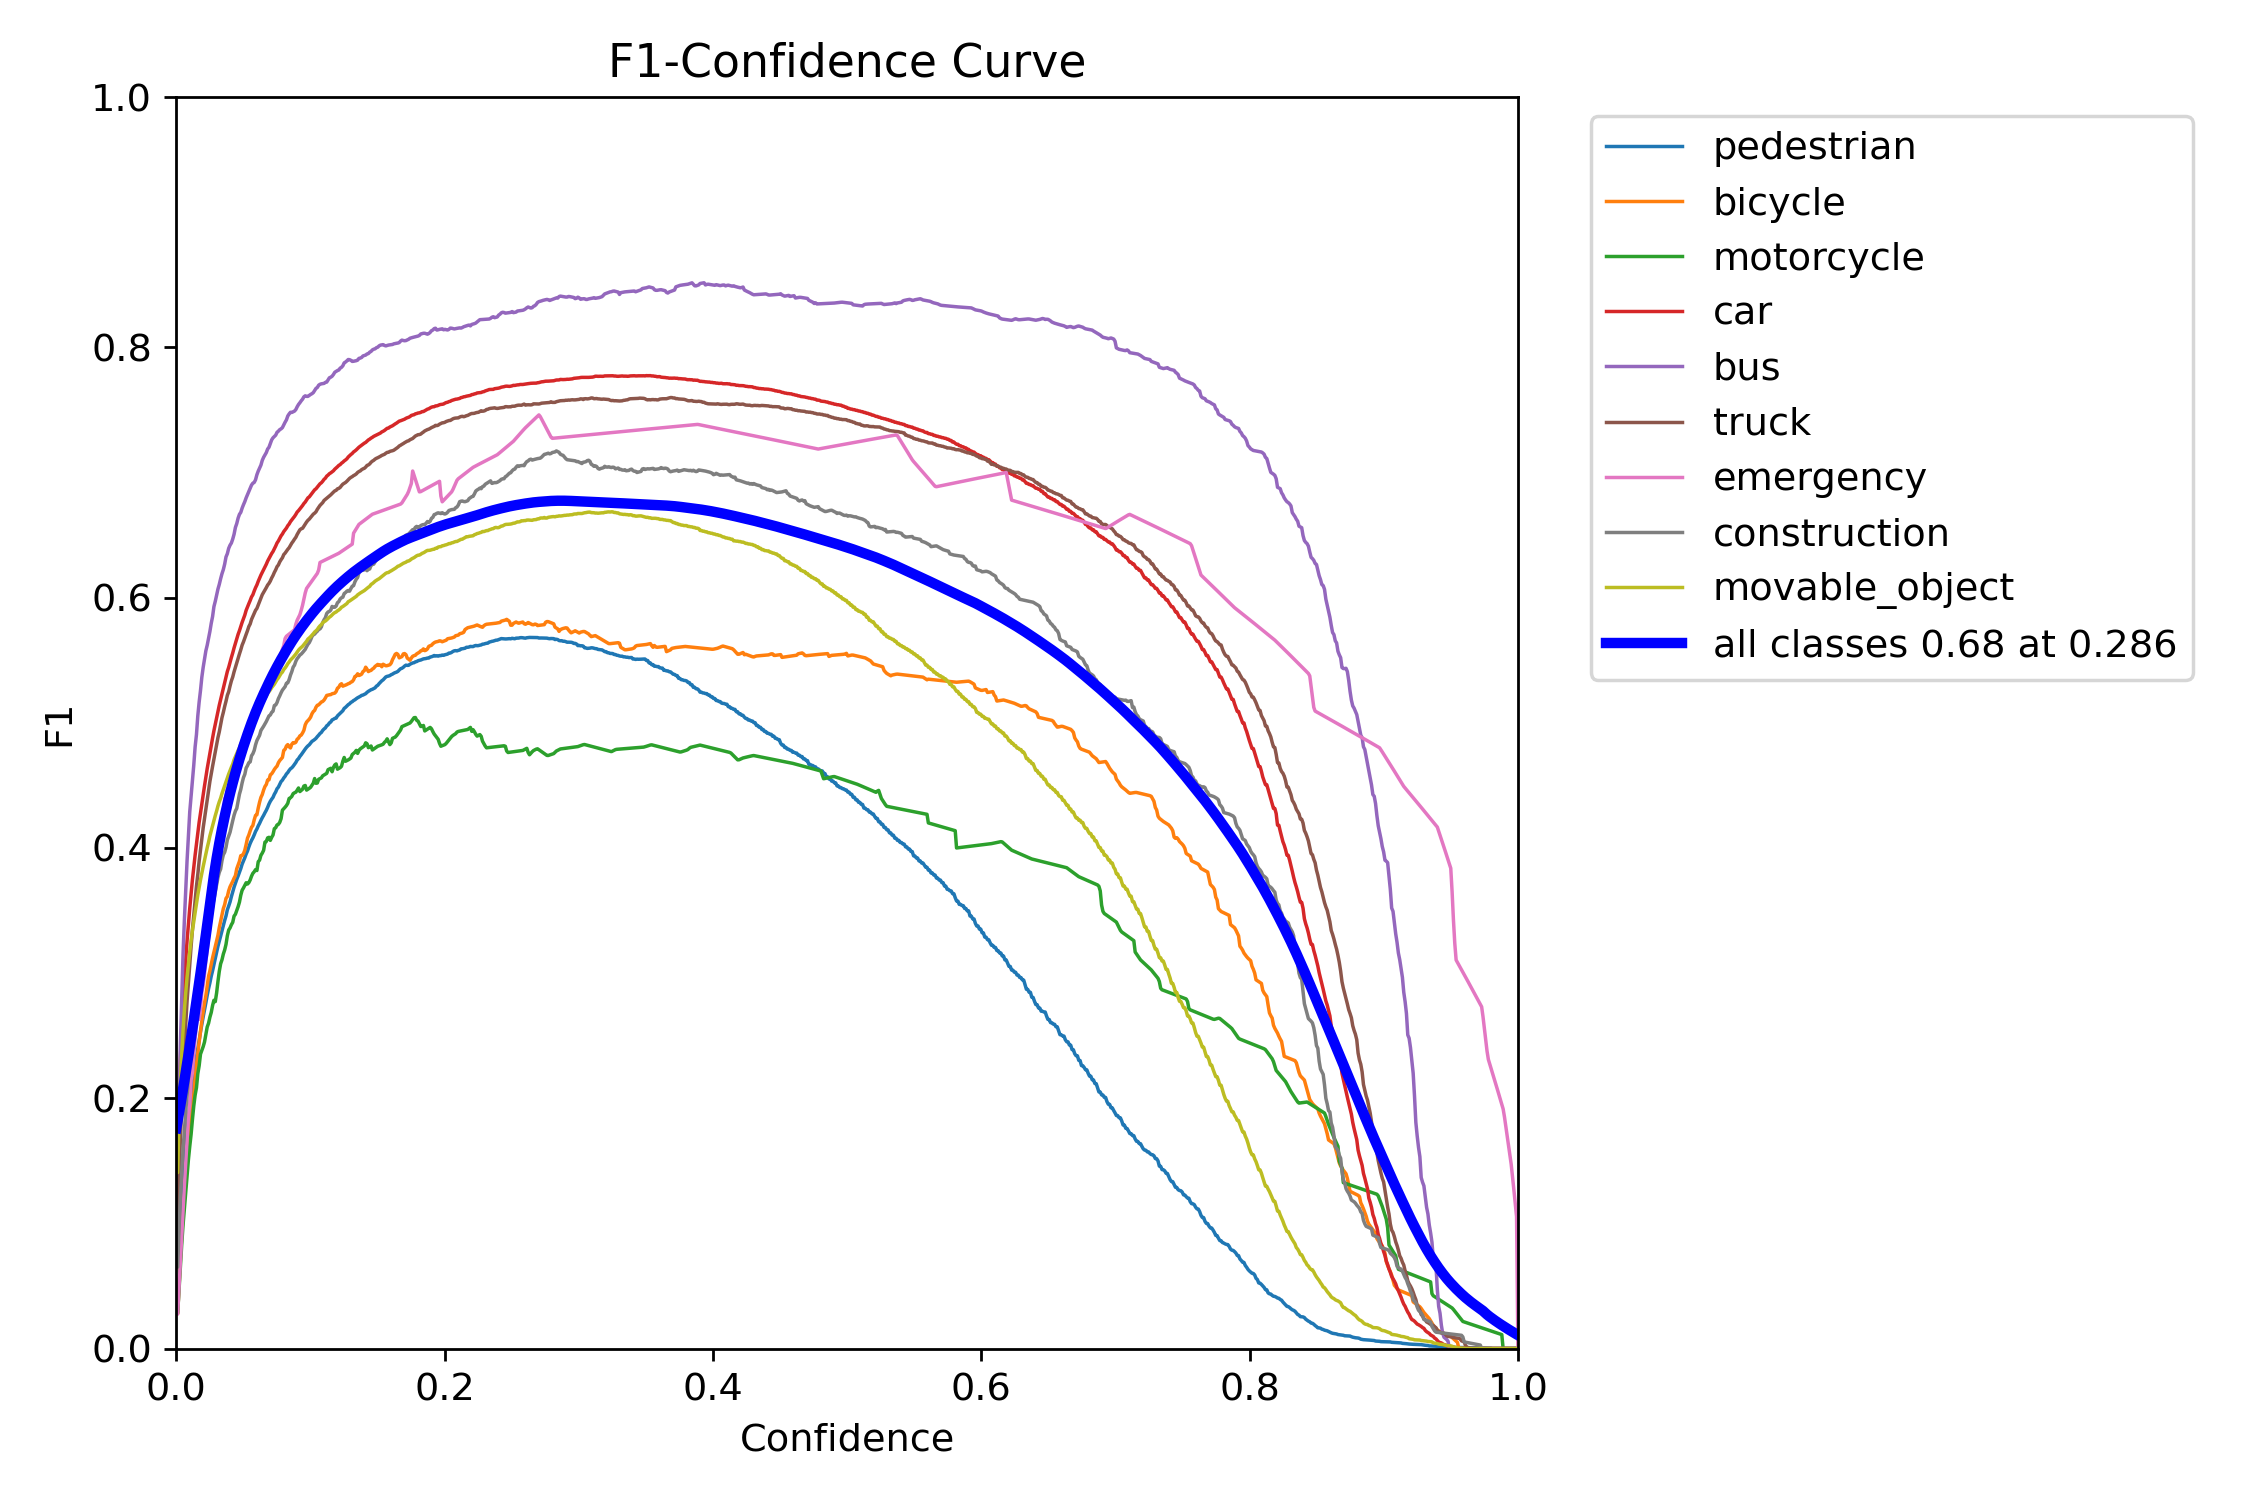 F1-Confidence Curve
1.0
0.8
0.6
0.4
0.2
0.0
F1
0.0 0.2 0.4 0.6 0.8 1.0
Confidence
pedestrian
bicycle
motorcycle
car
bus
truck
emergency
construction
movable_object
all classes 0.68 at 0.286